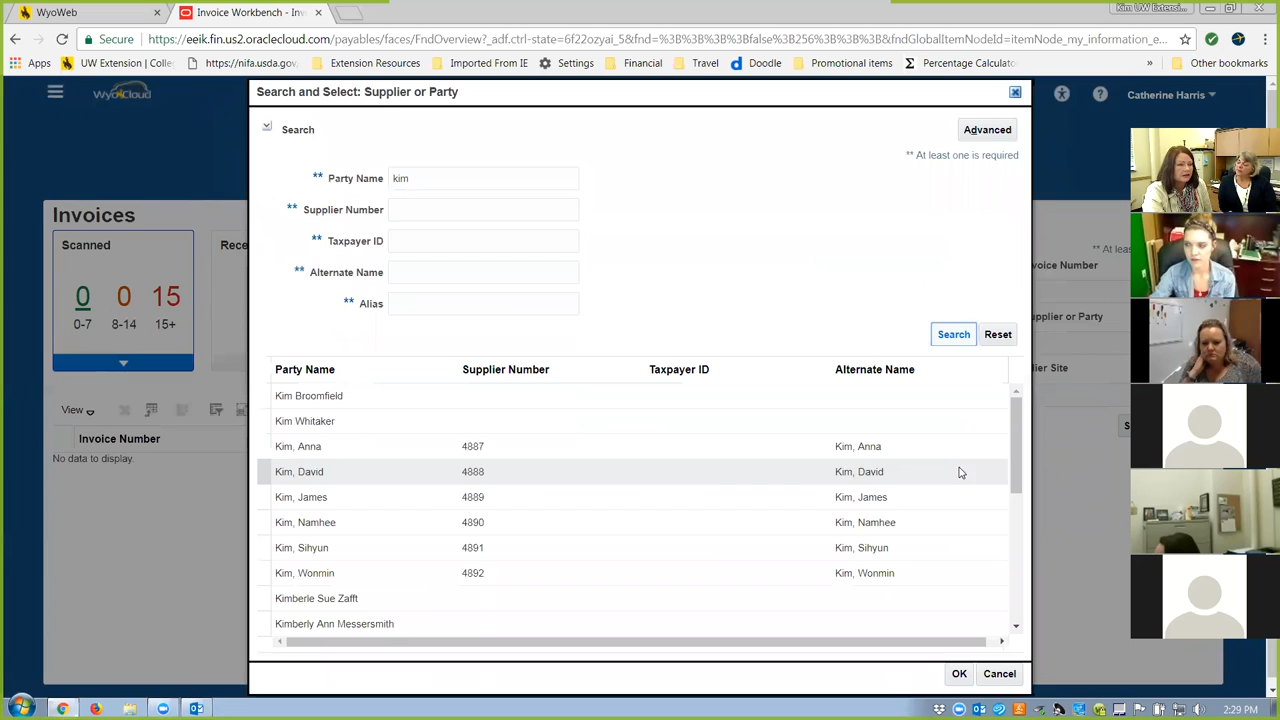 WyoWeb
Invoice Workbench - Inv
Kim UW Extensi...
Secure
https://eeik.fin.us2.oraclecloud.com/payables/faces/FndOverview?_adf.ctrl-state=6f22ozyai_5&fnd=%3B%3B%3B%3Bfalse%3B256%3B%3B%3B&fndGlobalItemNodeId=itemNode_my_information_e...
Apps
UW Extension | Colle
https://nifa.usda.gov
Extension Resources
Imported From IE
Settings
Financial
Doodle
Promotional items
Percentage Calculato
»
Other bookmarks
WyoCloud
Catherine Harris
Search and Select: Supplier or Party
Search
Advanced
** At least one is required
** Party Name kim
** Supplier Number
** Taxpayer ID
** Alternate Name
** Alias
Search Reset
Party Name Supplier Number Taxpayer ID Alternate Name
Kim Broomfield
Kim Whitaker
Kim, Anna 4887 Kim, Anna
Kim, David 4888 Kim, David
Kim, James 4889 Kim, James
Kim, Namhee 4890 Kim, Namhee
Kim, Sihyun 4891 Kim, Sihyun
Kim, Wonmin 4892 Kim, Wonmin
Kimberle Sue Zafft
Kimberly Ann Messersmith
OK Cancel
Invoices
Scanned
Rece
0 0 15
0-7 8-14 15+
View
Invoice Number
No data to display.
** At leas
voice Number
upplier or Party
lier Site
2:29 PM